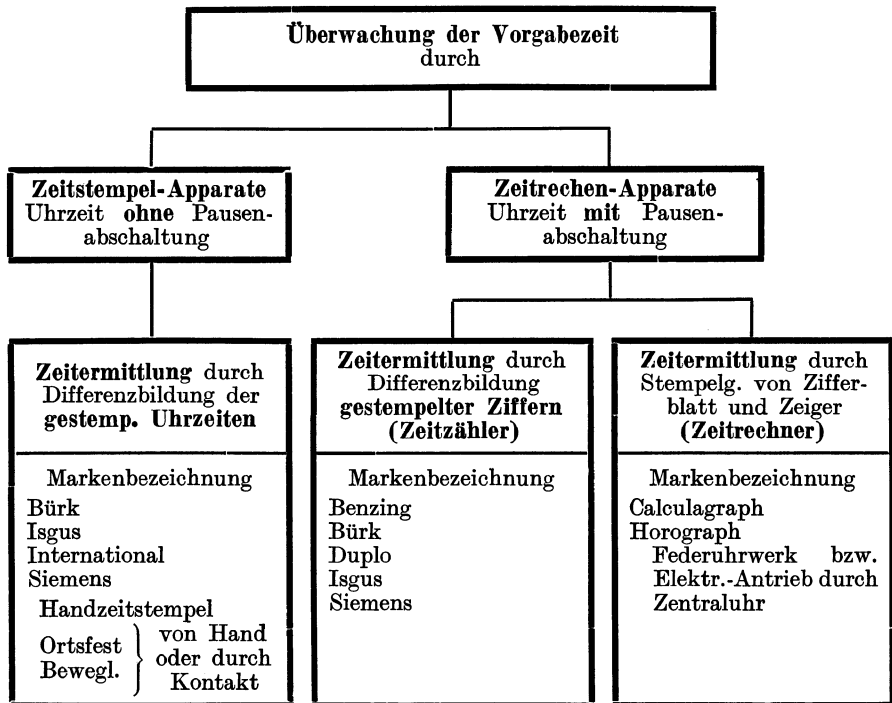 Überwachung der Vorgabezeit
durch
Zeitstempel-Apparate
Uhrzeit ohne Pausen-
abschaltung
Zeitrechen-Apparate
Uhrzeit mit Pausen-
abschaltung
Zeitermittlung durch
Differenzbildung der
gestemp. Uhrzeiten
Markenbezeichnung
Bürk
Isgus
International
Siemens
Handzeitstempel
Ortsfest
Bewegl.
von Hand
oder durch
Kontakt
Zeitermittlung durch
Differenzbildung
gestempelter Ziffern
(Zeitzähler)
Markenbezeichnung
Benzing
Bürk
Duplo
Isgus
Siemens
Zeitermittlung durch
Stempelg. von Ziffer-
blatt und Zeiger
(Zeitrechner)
Markenbezeichnung
Calculagraph
Horograph
Federuhrwerk bzw.
Elektr.-Antrieb durch
Zentraluhr